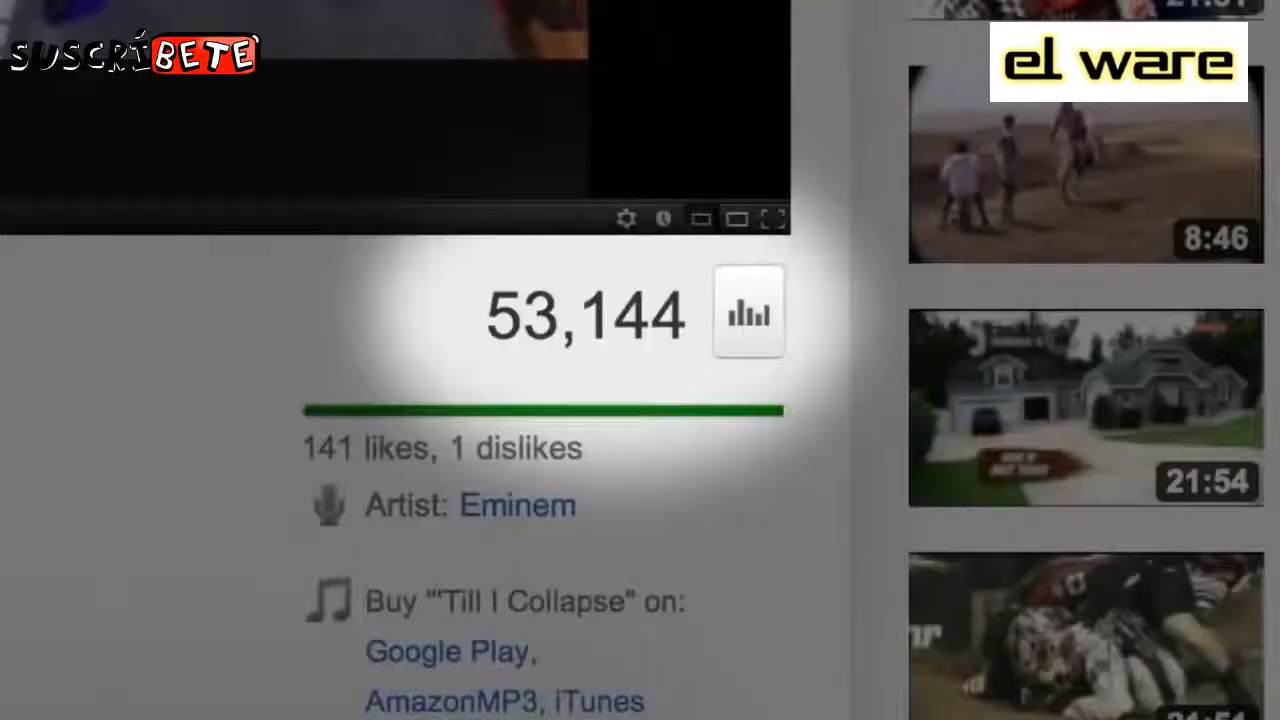 SUSCRÍBETE
el ware
8:46
53,144
141 likes, 1 dislikes
Artist: Eminem
21:54
Buy "'Till I Collapse" on:
Google Play,
AmazonMP3, iTunes